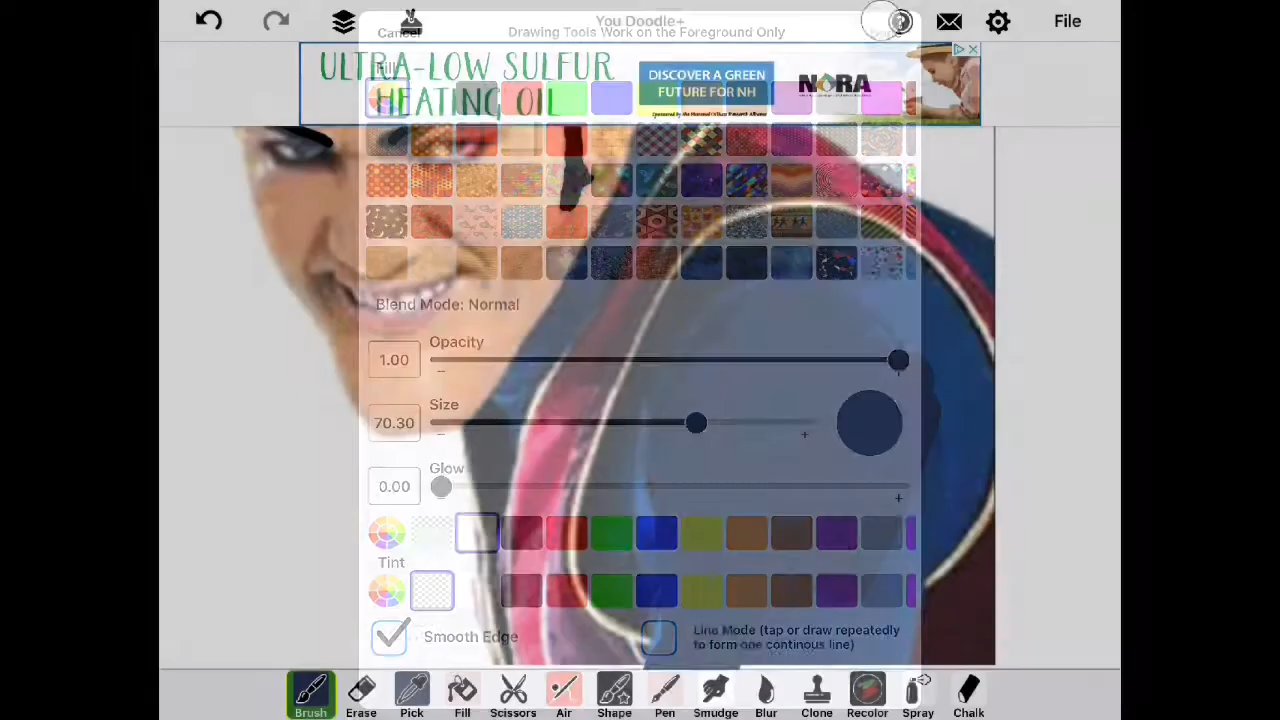 You Doodle+
File
Cancel
Drawing Tools Work on the Foreground Only
ULTRA-LOW SULFUR
HEATING OIL
DISCOVER A GREEN
FUTURE FOR NH
NORA
Fill
Blend Mode: Normal
Opacity
1.00
Size
70.30
Glow
0.00
Tint
Smooth Edge
Line Mode (tap or draw repeatedly
to form one continous line)
Brush Erase Pick Fill Scissors Air Shape Pen Smudge Blur Clone Recolor Spray Chalk